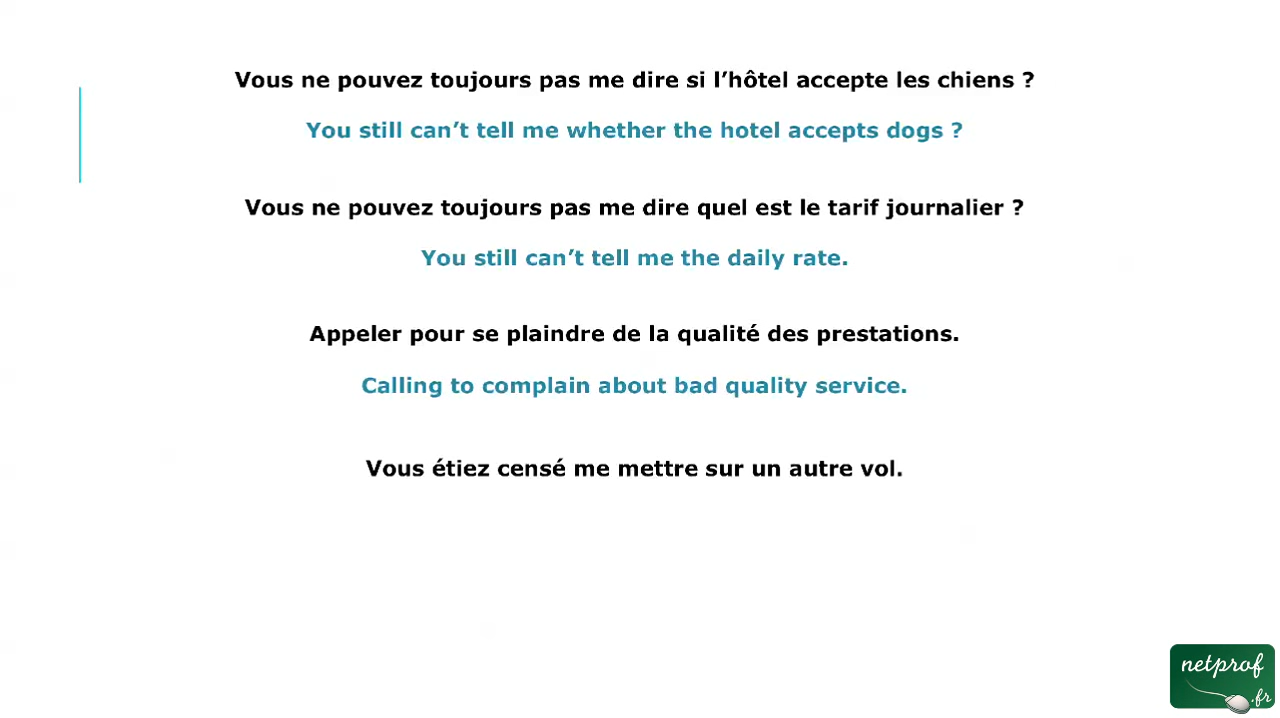 Vous ne pouvez toujours pas me dire si l’hôtel accepte les chiens ?
You still can’t tell me whether the hotel accepts dogs ?
Vous ne pouvez toujours pas me dire quel est le tarif journalier ?
You still can’t tell me the daily rate.
Appeler pour se plaindre de la qualité des prestations.
Calling to complain about bad quality service.
Vous étiez censé me mettre sur un autre vol.
netprof
.fr